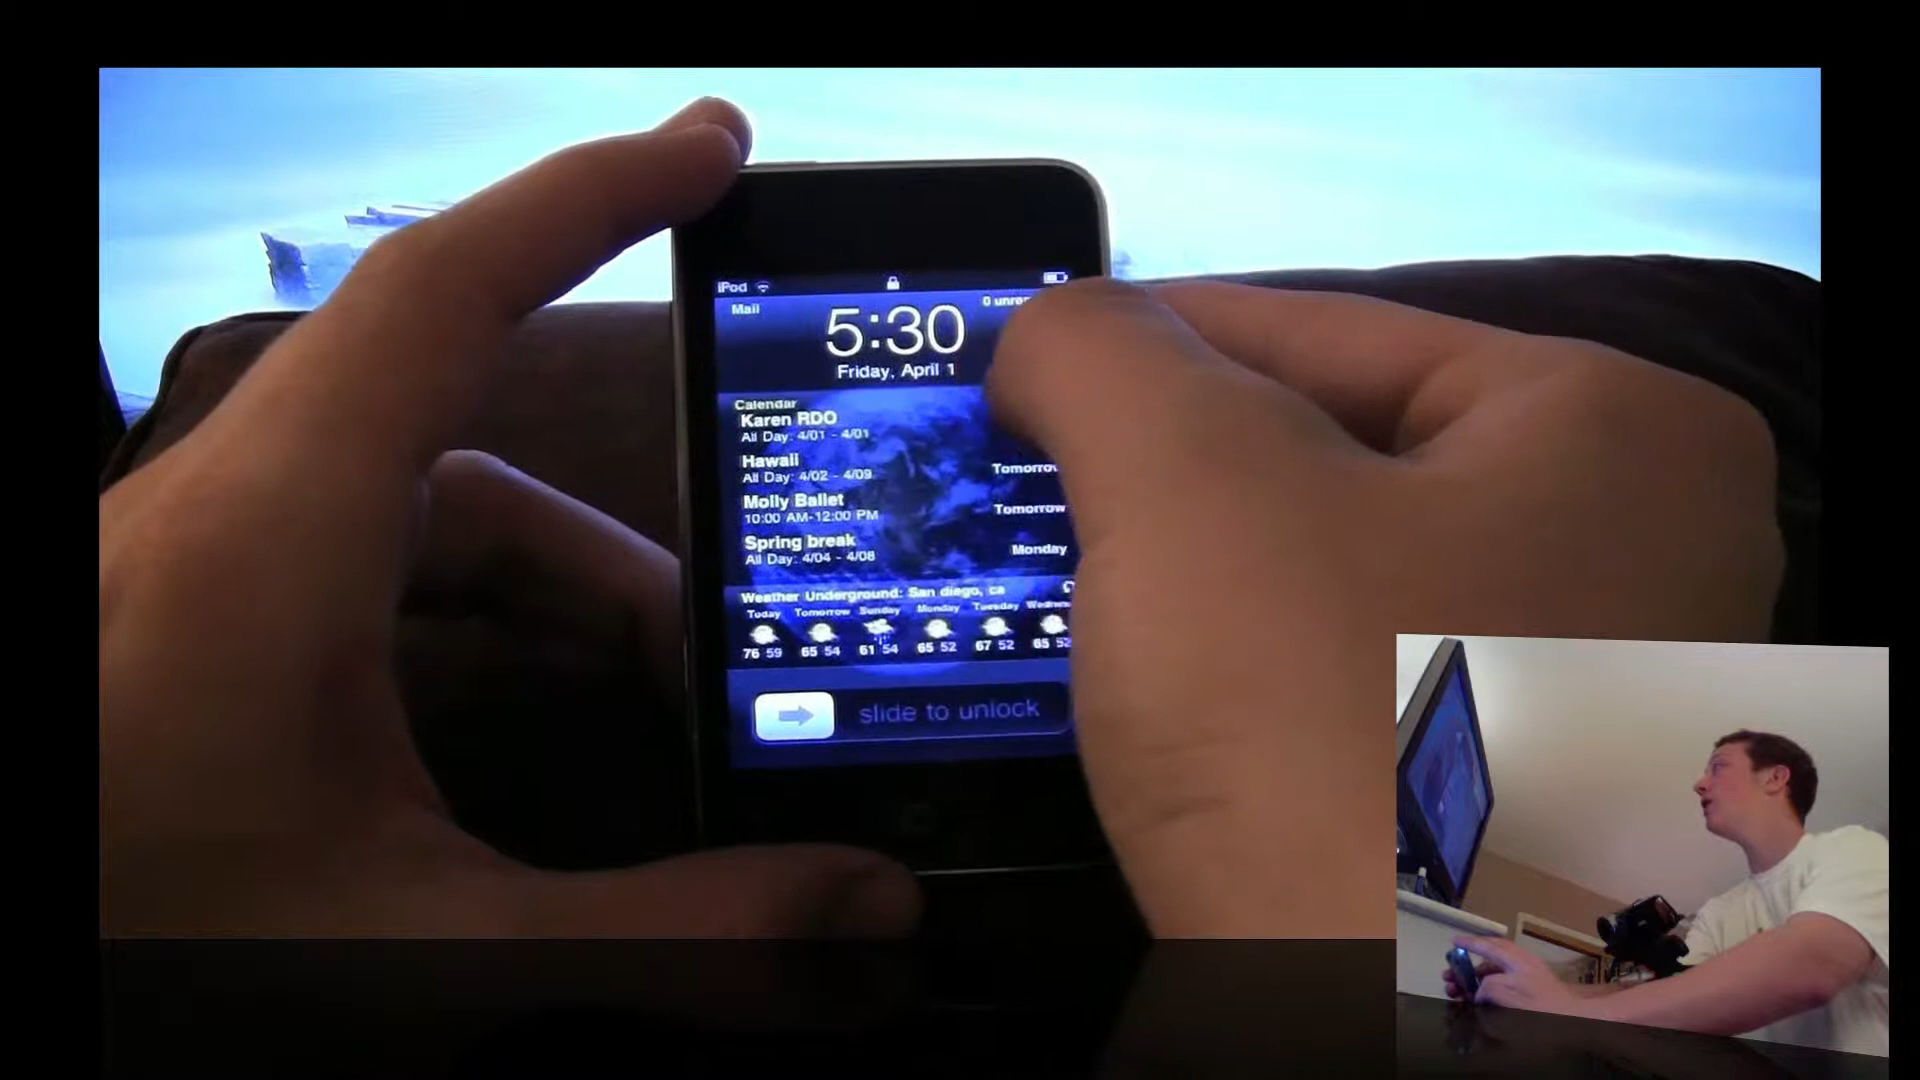 iPod
Mail
0
5:30
Friday, April 1
Calendar
Karen RDO
All Day: 4/01 - 4/01
Hawaii
All Day: 4/02 - 4/09
Tomorrow
Molly Ballet
10:00 AM-12:00 PM
Tomorrow
Spring break
All Day: 4/04 - 4/08
Monday
Weather Underground: San diego, ca
Today Tomorrow Sunday Monday Tuesday
76 59 65 54 61 54 65 52 67 52 65 52
slide to unlock